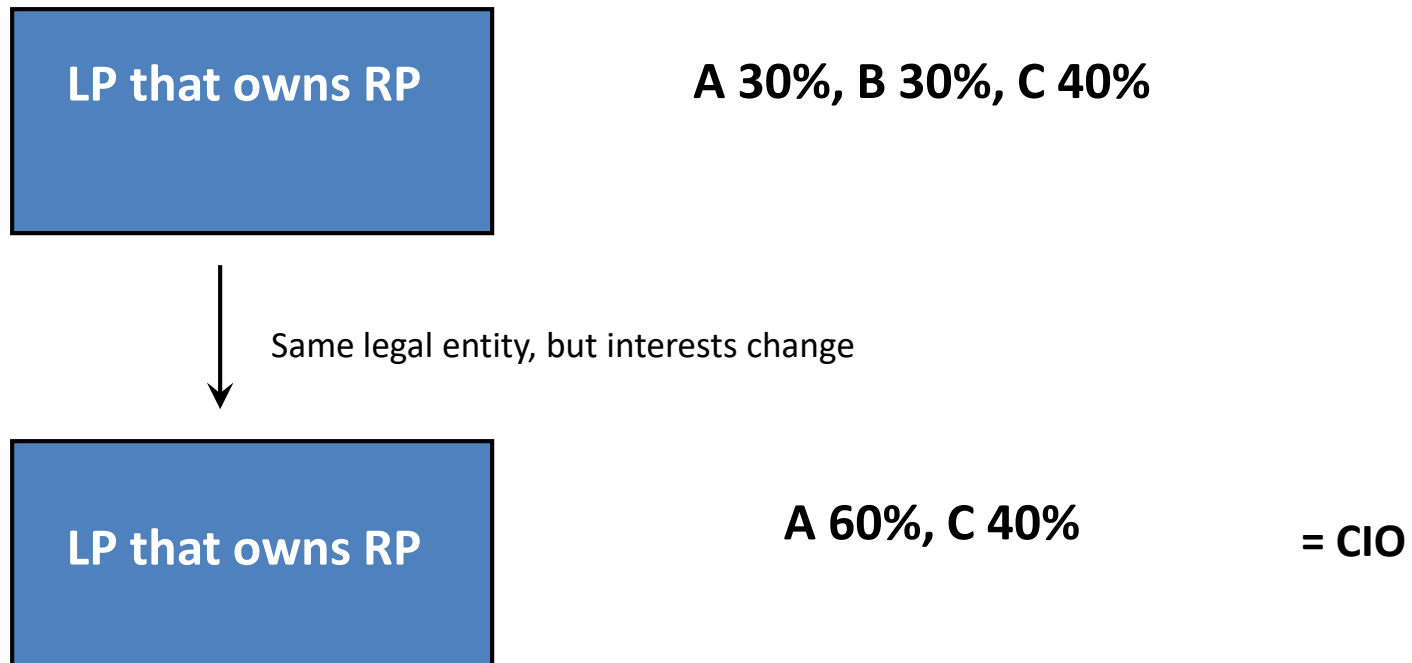 LP that owns RP
A 30%, B 30%, C 40%
Same legal entity, but interests change
LP that owns RP
A 60%, C 40%
= CIO